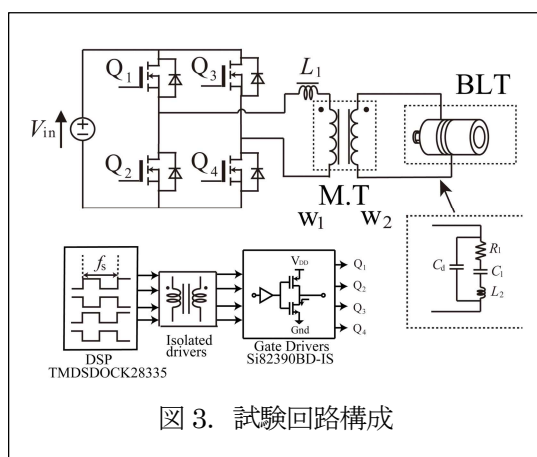 Q1
Q3
L1
BLT
Vin
Q2
Q4
M.T
W1 W2
R1
Cd
C1
L2
fs
VDD
Gnd
Q1
Q2
Q3
Q4
DSP
TMDSDOCK28335
Isolated
drivers
Gate Drivers
Si82390BD-IS
図 3. 試験回路構成